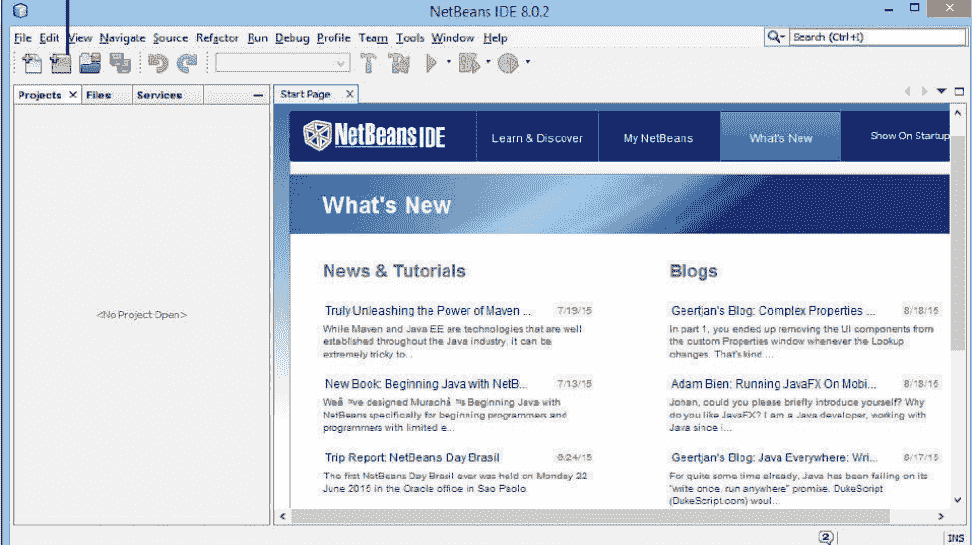 NetBeans IDE 8.0.2
File Edit View Navigate Source Refactor Run Debug Profile Team Tools Window Help
Search (Ctrl+I)
Projects Files Services
Start Page
NetBeans IDE
Learn & Discover
My NetBeans
What's New
Show On Startup
What's New
News & Tutorials
Truly Unleashing the Power of Maven ... 7/19/15
While Maven and Java EE are technologies that are well
established throughout the Java industry, it can be
extremely tricky to...
New Book: Beginning Java with NetB... 7/13/15
Weâ ™ve designed Murachâ ™s Beginning Java with
NetBeans specifically for beginning programmers and
programmers with limited e...
Trip Report: NetBeans Day Brasil 6/24/15
The first NetBeans Day Brasil ever was held on Monday 22
June 2015 in the Oracle office in Sao Paolo
Blogs
Geertjan's Blog: Complex Properties ... 8/18/15
In part 1, you ended up removing the UI components from
the custom Properties window whenever the Lookup
changes. That's kind ...
Adam Bien: Running JavaFX On Mobi... 8/18/15
Johan, could you please briefly introduce yourself? Why
do you like JavaFX? I am a Java developer, working with
Java since i...
Geertjan's Blog: Java Everywhere: Wri... 8/17/15
For quite some time already, Java has been failing on its
"write once, run anywhere" promise. DukeScript
(DukeScript.com) woul...
<No Project Open>
2
INS